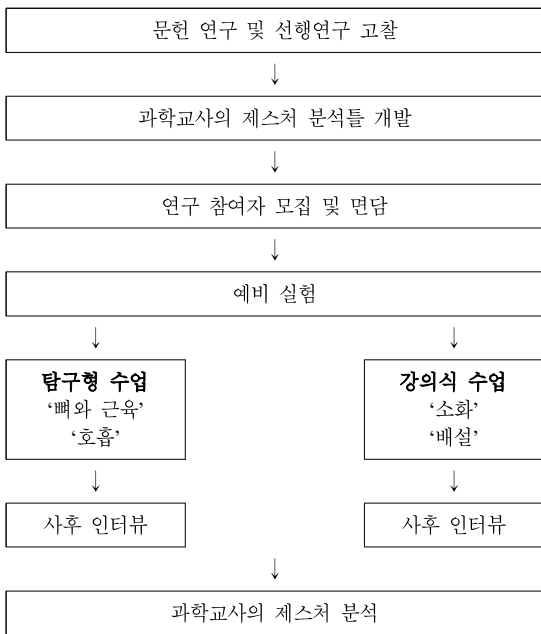 문헌 연구 및 선행연구 고찰
↓
과학교사의 제스처 분석틀 개발
↓
연구 참여자 모집 및 면담
↓
예비 실험
↓ ↓
탐구형 수업
‘뼈와 근육’
‘호흡’
강의식 수업
‘소화’
‘배설’
↓ ↓
사후 인터뷰
사후 인터뷰
↓
과학교사의 제스처 분석